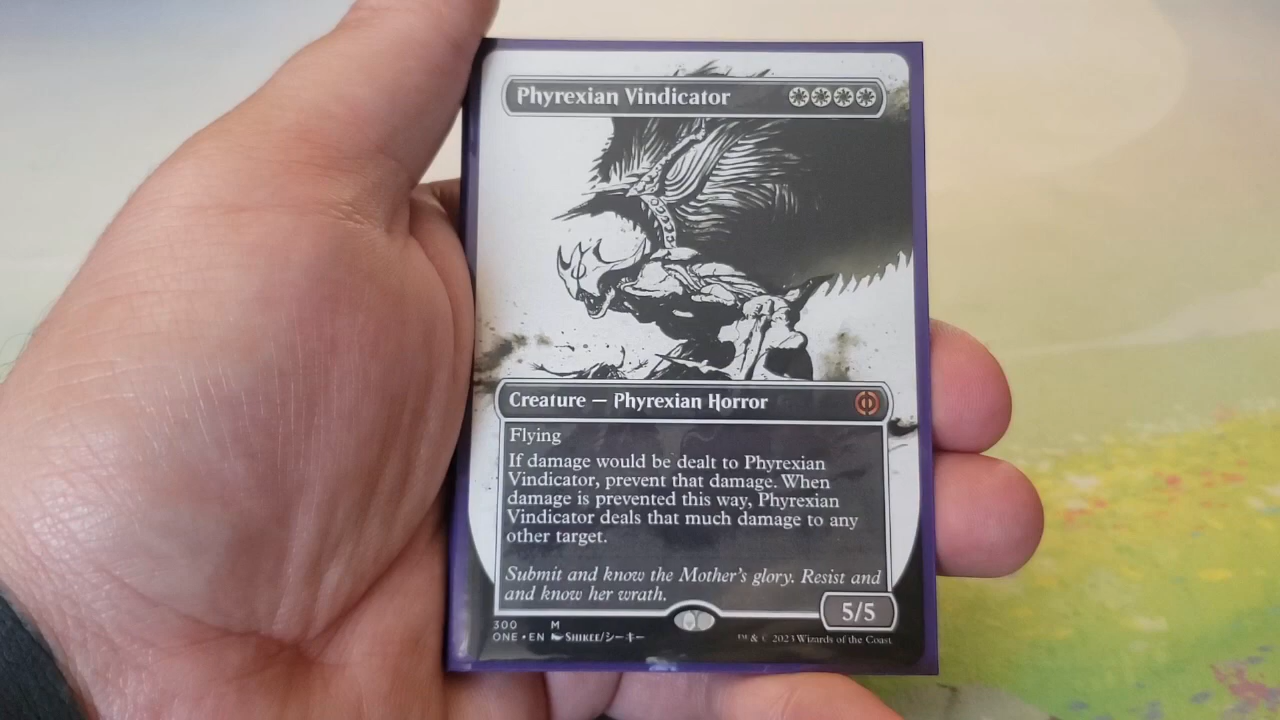 Phyrexian Vindicator
Creature — Phyrexian Horror
Flying
If damage would be dealt to Phyrexian
Vindicator, prevent that damage. When
damage is prevented this way, Phyrexian
Vindicator deals that much damage to any
other target.
Submit and know the Mother's glory. Resist and
and know her wrath.
5/5
300 M
ONE • EN SHIKEE/シーキー
™ & © 2023 Wizards of the Coast